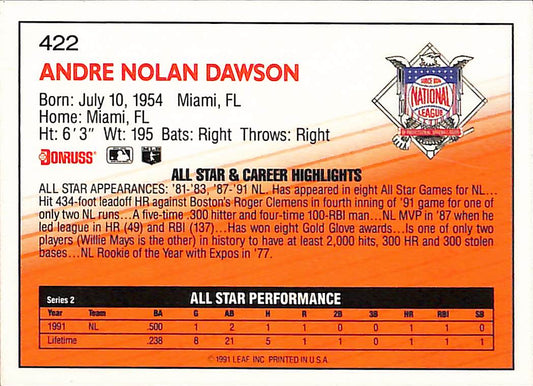 422
ANDRE NOLAN DAWSON
Born: July 10, 1954 Miami, FL
Home: Miami, FL
Ht: 6'3" Wt: 195 Bats: Right Throws: Right
SINCE 1876
NATIONAL
LEAGUE
DONRUSS
ALL STAR & CAREER HIGHLIGHTS
ALL STAR APPEARANCES: '81-'83, '87-'91 NL. Has appeared in eight All Star Games for NL...
Hit 434-foot leadoff HR against Boston's Roger Clemens in fourth inning of '91 game for one of
only two NL runs...A five-time .300 hitter and four-time 100-RBI man...NL MVP in '87 when he
led league in HR (49) and RBI (137)...Has won eight Gold Glove awards...Is one of only two
players (Willie Mays is the other) in history to have at least 2,000 hits, 300 HR and 300 stolen
bases...NL Rookie of the Year with Expos in '77.
Series 2 ALL STAR PERFORMANCE
Year Team BA G AB H R 2B 3B HR RBI SB
1991 NL .500 1 2 1 1 0 0 1 1 0
Lifetime .238 8 21 5 1 1 0 1 1 1
©1991 LEAF INC. PRINTED IN U.S.A.